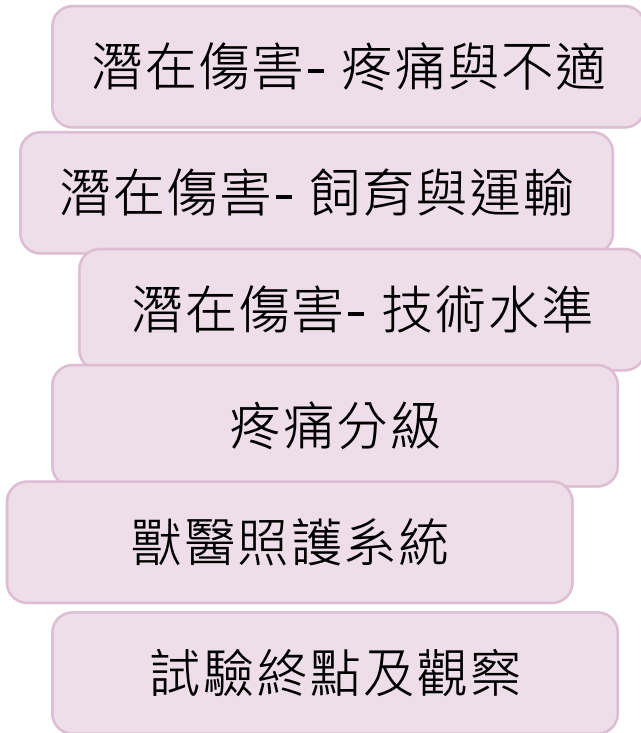 潛在傷害- 疼痛與不適
潛在傷害- 飼育與運輸
潛在傷害- 技術水準
疼痛分級
獸醫照護系統
試驗終點及觀察